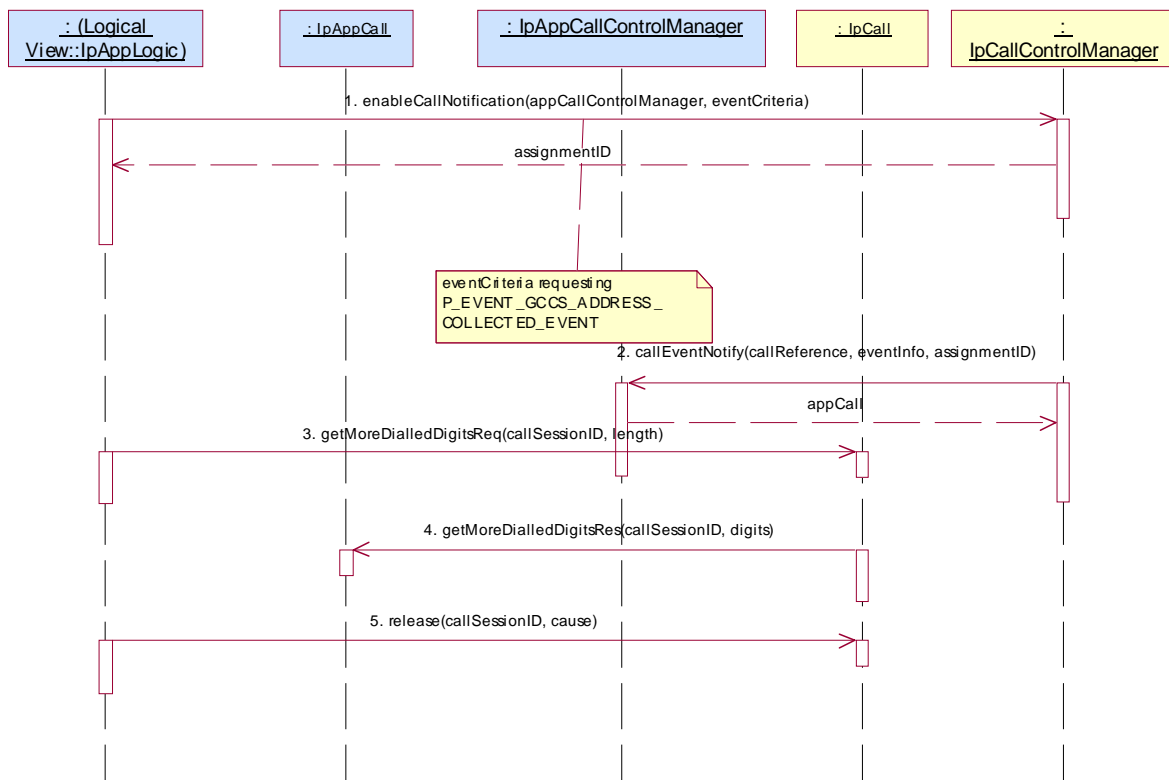 : (Logical
View::IpAppLogic)
: IpAppCall
: IpAppCallControlManager
: IpCall
:
IpCallControlManager
1. enableCallNotification(appCallControlManager, eventCriteria)
assignmentID
eventCriteria requesting
P_EVENT_GCCS_ADDRESS_
COLLECTED_EVENT
2. callEventNotify(callReference, eventInfo, assignmentID)
appCall
3. getMoreDialledDigitsReq(callSessionID, length)
4. getMoreDialledDigitsRes(callSessionID, digits)
5. release(callSessionID, cause)